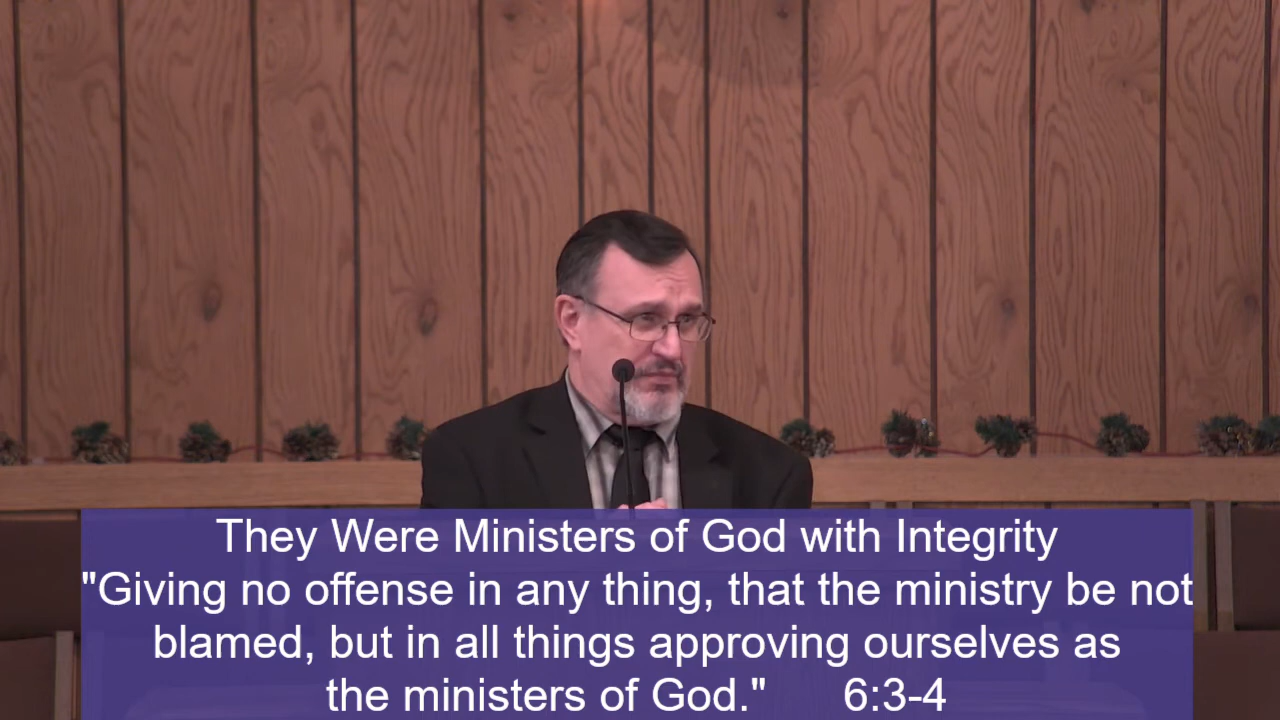 They Were Ministers of God with Integrity
"Giving no offense in any thing, that the ministry be not
blamed, but in all things approving ourselves as
the ministers of God." 6:3-4